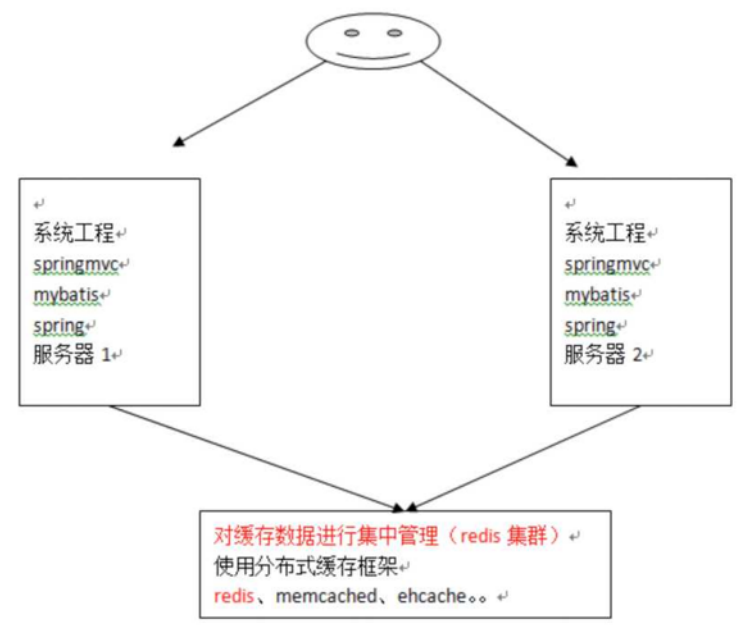 系统工程
springmvc
mybatis
spring
服务器 1
系统工程
springmvc
mybatis
spring
服务器 2
对缓存数据进行集中管理（redis 集群）
使用分布式缓存框架
redis、memcached、ehcache。。